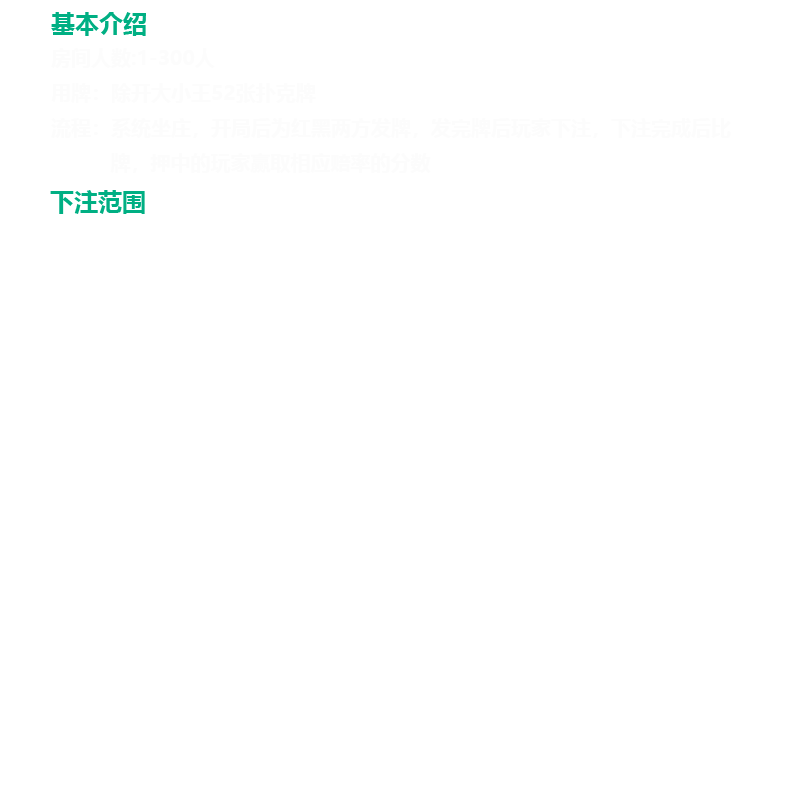 基本介绍
房间人数:1-300人
用牌：除开大小王52张扑克牌
流程：系统坐庄，开局后为红黑两方发牌，发完牌后玩家下注，下注完成后比
牌，押中的玩家赢取相应赔率的分数
下注范围